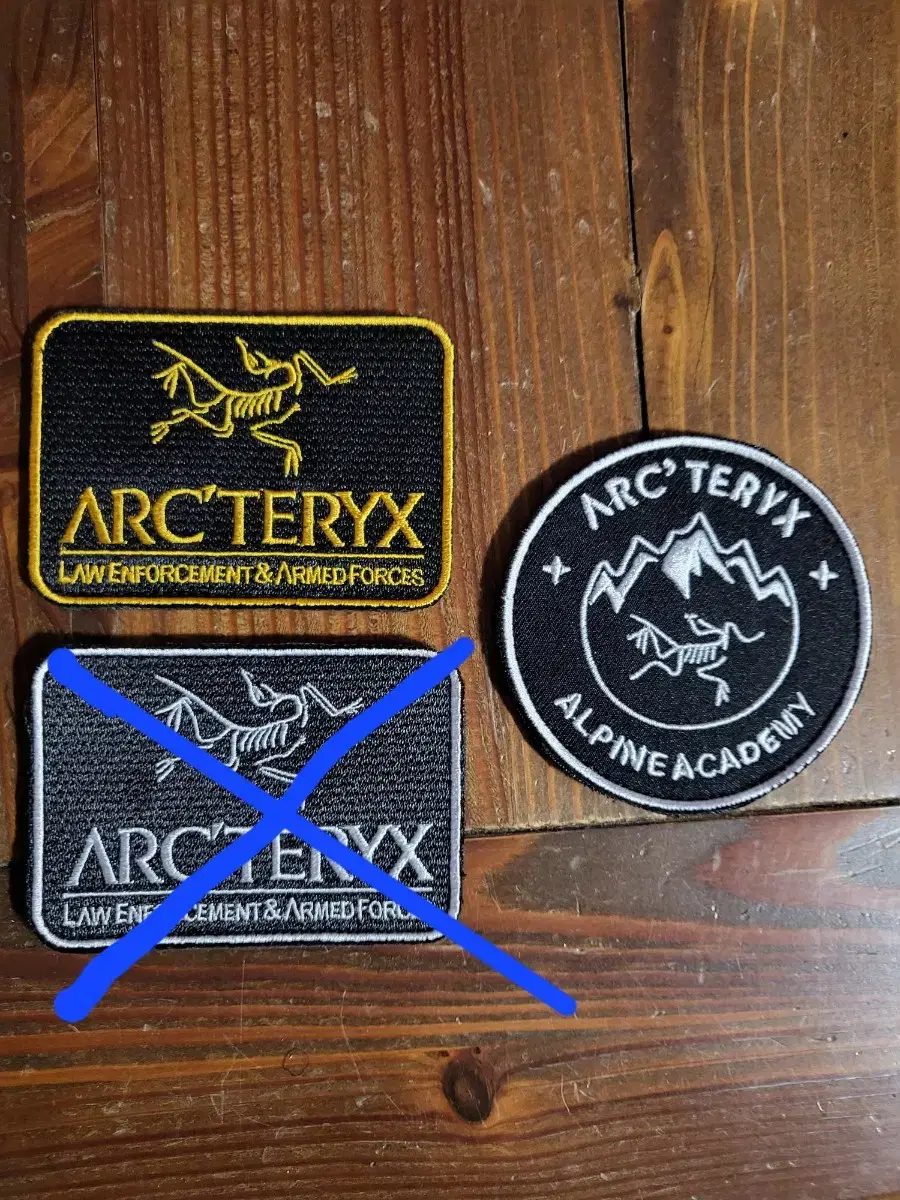 ARC'TERYX
LAW ENFORCEMENT & ARMED FORCES
ARC'TERYX
ALPINE ACADEMY
ARC'TERYX
LAW ENFORCEMENT & ARMED FORCES